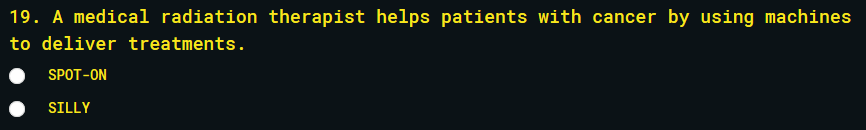 19. A medical radiation therapist helps patients with cancer by using machines
to deliver treatments.
SPOT-ON
SILLY